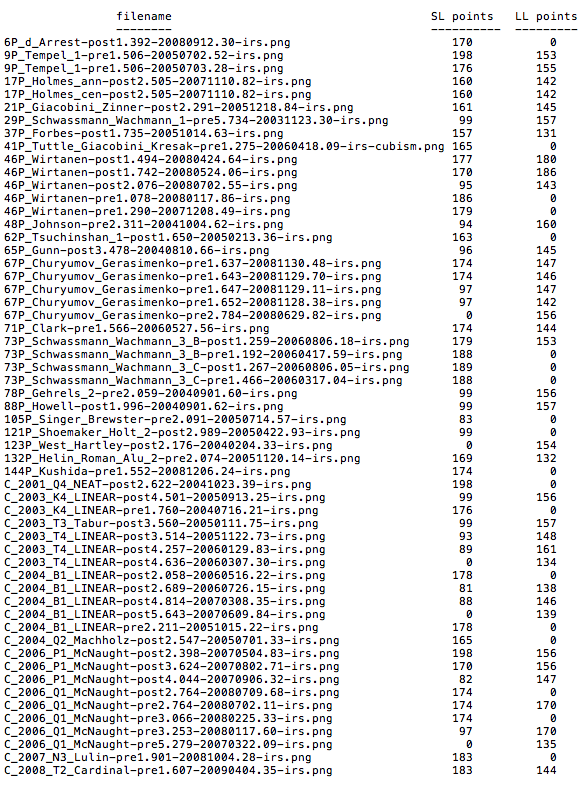 filename SL points LL points
-------- ---------- ---------
6P_d_Arrest-post1.392-20080912.30-irs.png 170 0
9P_Tempel_1-pre1.506-20050702.52-irs.png 198 153
9P_Tempel_1-pre1.506-20050703.28-irs.png 176 155
17P_Holmes_ann-post2.505-20071110.82-irs.png 160 142
17P_Holmes_cen-post2.505-20071110.82-irs.png 160 142
21P_Giacobini_Zinner-post2.291-20051218.84-irs.png 161 145
29P_Schwassmann_Wachmann_1-pre5.734-20031123.30-irs.png 99 157
37P_Forbes-post1.735-20051014.63-irs.png 157 131
41P_Tuttle_Giacobini_Kresak-pre1.275-20060418.09-irs-cubism.png 165 0
46P_Wirtanen-post1.494-20080424.64-irs.png 177 180
46P_Wirtanen-post1.742-20080524.06-irs.png 170 186
46P_Wirtanen-post2.076-20080702.55-irs.png 95 143
46P_Wirtanen-pre1.078-20080117.86-irs.png 186 0
46P_Wirtanen-pre1.290-20071208.49-irs.png 179 0
48P_Johnson-pre2.311-20041004.62-irs.png 94 160
62P_Tsuchinshan_1-post1.650-20050213.36-irs.png 163 0
65P_Gunn-post3.478-20040810.66-irs.png 96 145
67P_Churyumov_Gerasimenko-pre1.637-20081130.48-irs.png 174 147
67P_Churyumov_Gerasimenko-pre1.643-20081129.70-irs.png 174 146
67P_Churyumov_Gerasimenko-pre1.647-20081129.11-irs.png 97 147
67P_Churyumov_Gerasimenko-pre1.652-20081128.38-irs.png 97 142
67P_Churyumov_Gerasimenko-pre2.784-20080629.82-irs.png 0 156
71P_Clark-pre1.566-20060527.56-irs.png 174 144
73P_Schwassmann_Wachmann_3_B-post1.259-20060806.18-irs.png 179 153
73P_Schwassmann_Wachmann_3_B-pre1.192-20060417.59-irs.png 188 0
73P_Schwassmann_Wachmann_3_C-post1.267-20060806.05-irs.png 189 0
73P_Schwassmann_Wachmann_3_C-pre1.466-20060317.04-irs.png 188 0
78P_Gehrels_2-pre2.059-20040901.60-irs.png 99 156
88P_Howell-post1.996-20040901.62-irs.png 99 157
105P_Singer_Brewster-pre2.091-20050714.57-irs.png 83 0
121P_Shoemaker_Holt_2-post2.989-20050422.93-irs.png 99 0
123P_West_Hartley-post2.176-20040204.33-irs.png 0 154
132P_Helin_Roman_Alu_2-pre2.074-20051120.14-irs.png 169 132
144P_Kushida-pre1.552-20081206.24-irs.png 174 0
C_2001_Q4_NEAT-post2.622-20041023.39-irs.png 198 0
C_2003_K4_LINEAR-post4.501-20050913.25-irs.png 99 156
C_2003_K4_LINEAR-pre1.760-20040716.21-irs.png 176 0
C_2003_T3_Tabur-post3.560-20050111.75-irs.png 99 157
C_2003_T4_LINEAR-post3.514-20051122.73-irs.png 93 148
C_2003_T4_LINEAR-post4.257-20060129.83-irs.png 89 161
C_2003_T4_LINEAR-post4.636-20060307.30-irs.png 0 134
C_2004_B1_LINEAR-post2.058-20060516.22-irs.png 178 0
C_2004_B1_LINEAR-post2.689-20060726.15-irs.png 81 138
C_2004_B1_LINEAR-post4.814-20070308.35-irs.png 88 146
C_2004_B1_LINEAR-post5.643-20070609.84-irs.png 0 139
C_2004_B1_LINEAR-pre2.211-20051015.22-irs.png 178 0
C_2004_Q2_Machholz-post2.547-20050701.33-irs.png 165 0
C_2006_P1_McNaught-post2.398-20070504.83-irs.png 198 156
C_2006_P1_McNaught-post3.624-20070802.71-irs.png 170 156
C_2006_P1_McNaught-post4.044-20070906.32-irs.png 82 147
C_2006_Q1_McNaught-post2.764-20080709.68-irs.png 174 0
C_2006_Q1_McNaught-pre2.764-20080702.11-irs.png 174 170
C_2006_Q1_McNaught-pre3.066-20080225.33-irs.png 174 0
C_2006_Q1_McNaught-pre3.253-20080117.60-irs.png 97 170
C_2006_Q1_McNaught-pre5.279-20070322.09-irs.png 0 135
C_2007_N3_Lulin-pre1.901-20081004.28-irs.png 183 0
C_2008_T2_Cardinal-pre1.607-20090404.35-irs.png 183 144